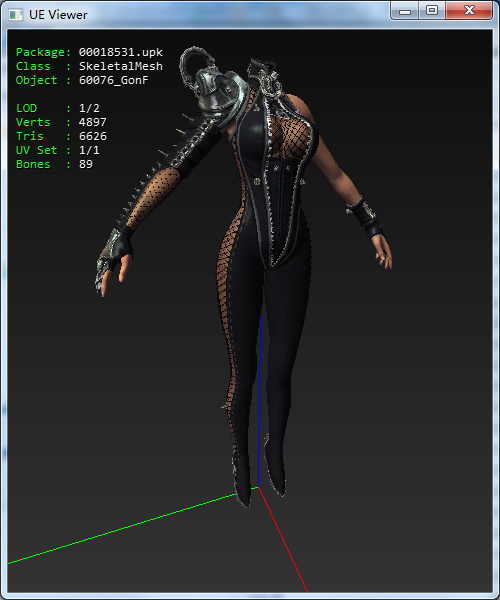 UE Viewer
Package: 00018531.upk
Class : SkeletalMesh
Object : 60076_GonF
LOD : 1/2
Verts : 4897
Tris : 6626
UV Set : 1/1
Bones : 89